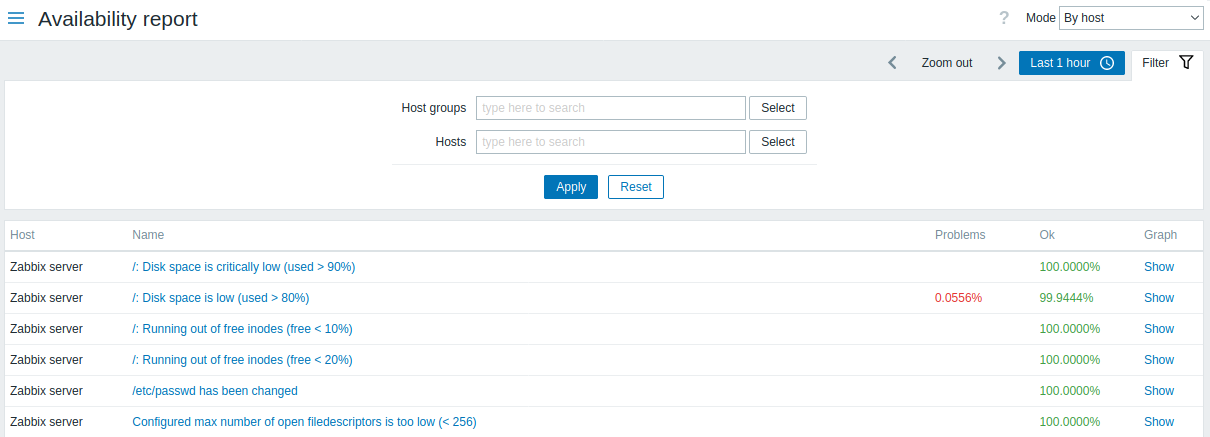 Availability report ? Mode By host
Zoom out Last 1 hour Filter
Host groups type here to search Select
Hosts type here to search Select
Apply Reset
Host Name Problems Ok Graph
Zabbix server /: Disk space is critically low (used > 90%) 100.0000% Show
Zabbix server /: Disk space is low (used > 80%) 0.0556% 99.9444% Show
Zabbix server /: Running out of free inodes (free < 10%) 100.0000% Show
Zabbix server /: Running out of free inodes (free < 20%) 100.0000% Show
Zabbix server /etc/passwd has been changed 100.0000% Show
Zabbix server Configured max number of open filedescriptors is too low (< 256) 100.0000% Show